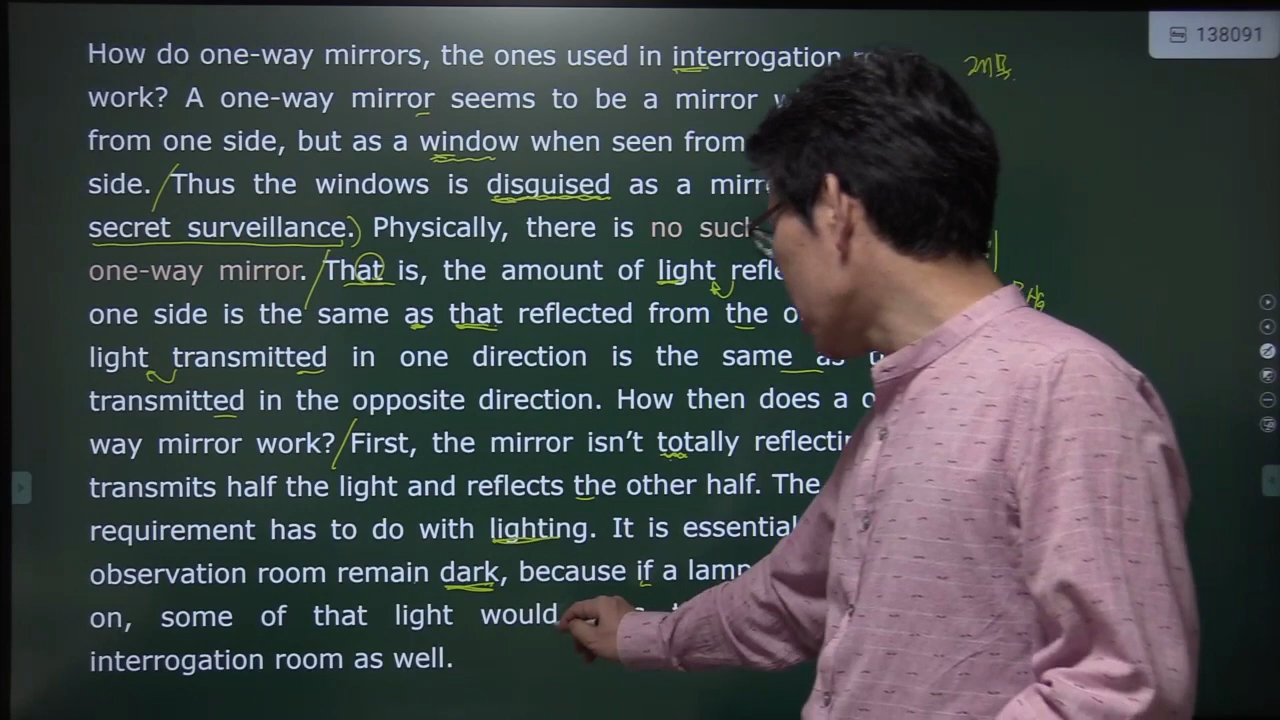 138091
How do one-way mirrors, the ones used in interrogation
work? A one-way mirror seems to be a mirror
from one side, but as a window when seen from
side. Thus the windows is disguised as a
secret surveillance. Physically, there is no such
one-way mirror. That is, the amount of light
one side is the same as that reflected from the
light transmitted in one direction is the same as
transmitted in the opposite direction. How then does a
way mirror work? First, the mirror isn't totally
transmits half the light and reflects the other half. The
requirement has to do with lighting. It is essential
observation room remain dark, because if a
on, some of that light would
interrogation room as well.